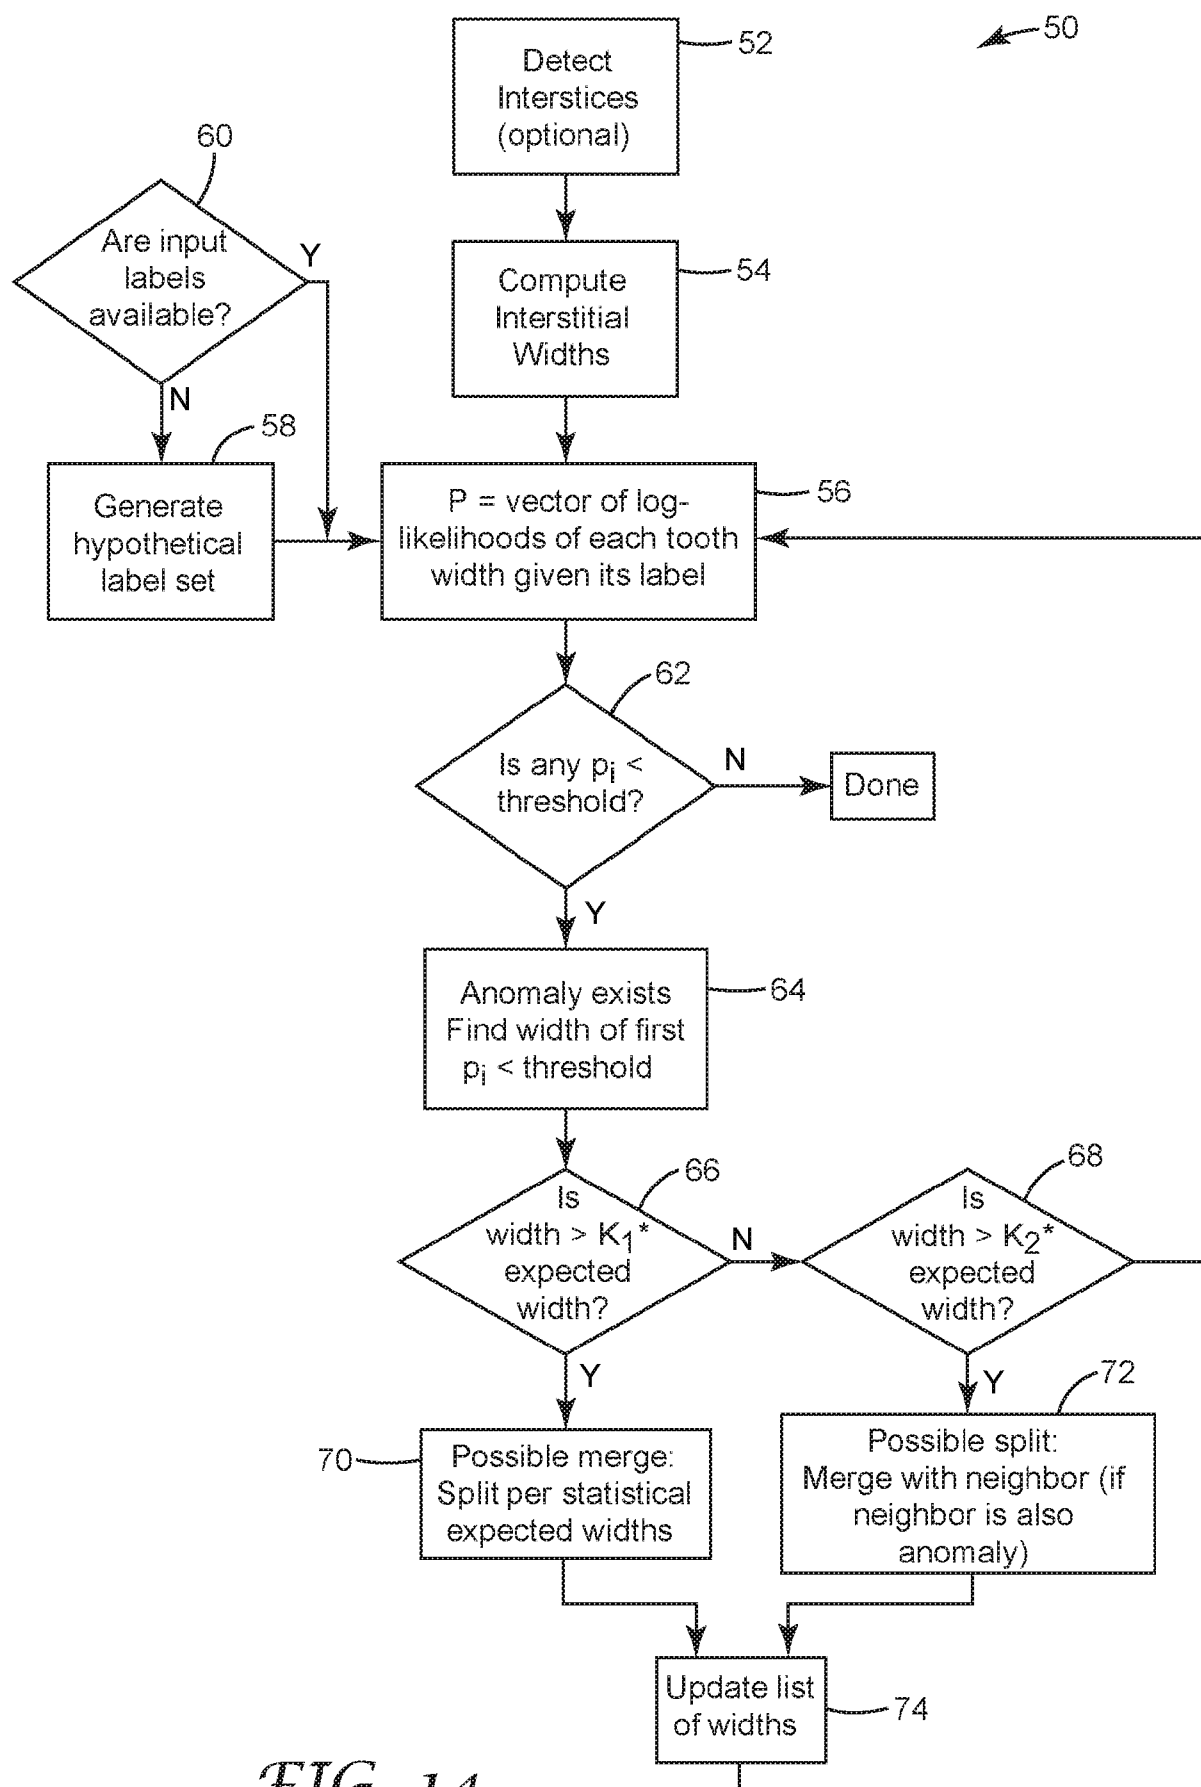 50
52
Detect
Interstices
(optional)
60
Are input
labels
available?
Y
N
54
Compute
Interstitial
Widths
58
Generate
hypothetical
label set
56
P = vector of log-
likelihoods of each tooth
width given its label
62
Is any pi <
threshold?
N
Done
Y
64
Anomaly exists
Find width of first
pi < threshold
66
Is
width > K1*
expected
width?
N
Y
68
Is
width > K2*
expected
width?
Y
70
Possible merge:
Split per statistical
expected widths
72
Possible split:
Merge with neighbor (if
neighbor is also
anomaly)
74
Update list
of widths
FIG. 14